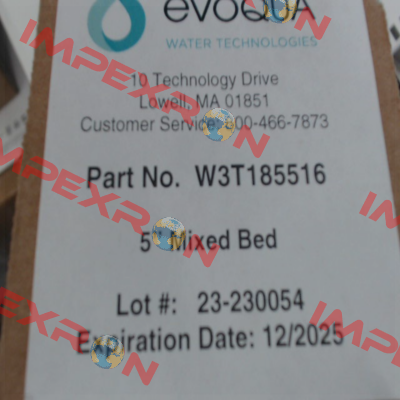 evoQUA
WATER TECHNOLOGIES
10 Technology Drive
Lowell, MA 01851
Customer Service: 800-466-7873
Part No. W3T185516
5" Mixed Bed
Lot #: 23-230054
Expiration Date: 12/2025
IMPEXRON
IMPEXRON
IMPEXRON
IMPEXRON